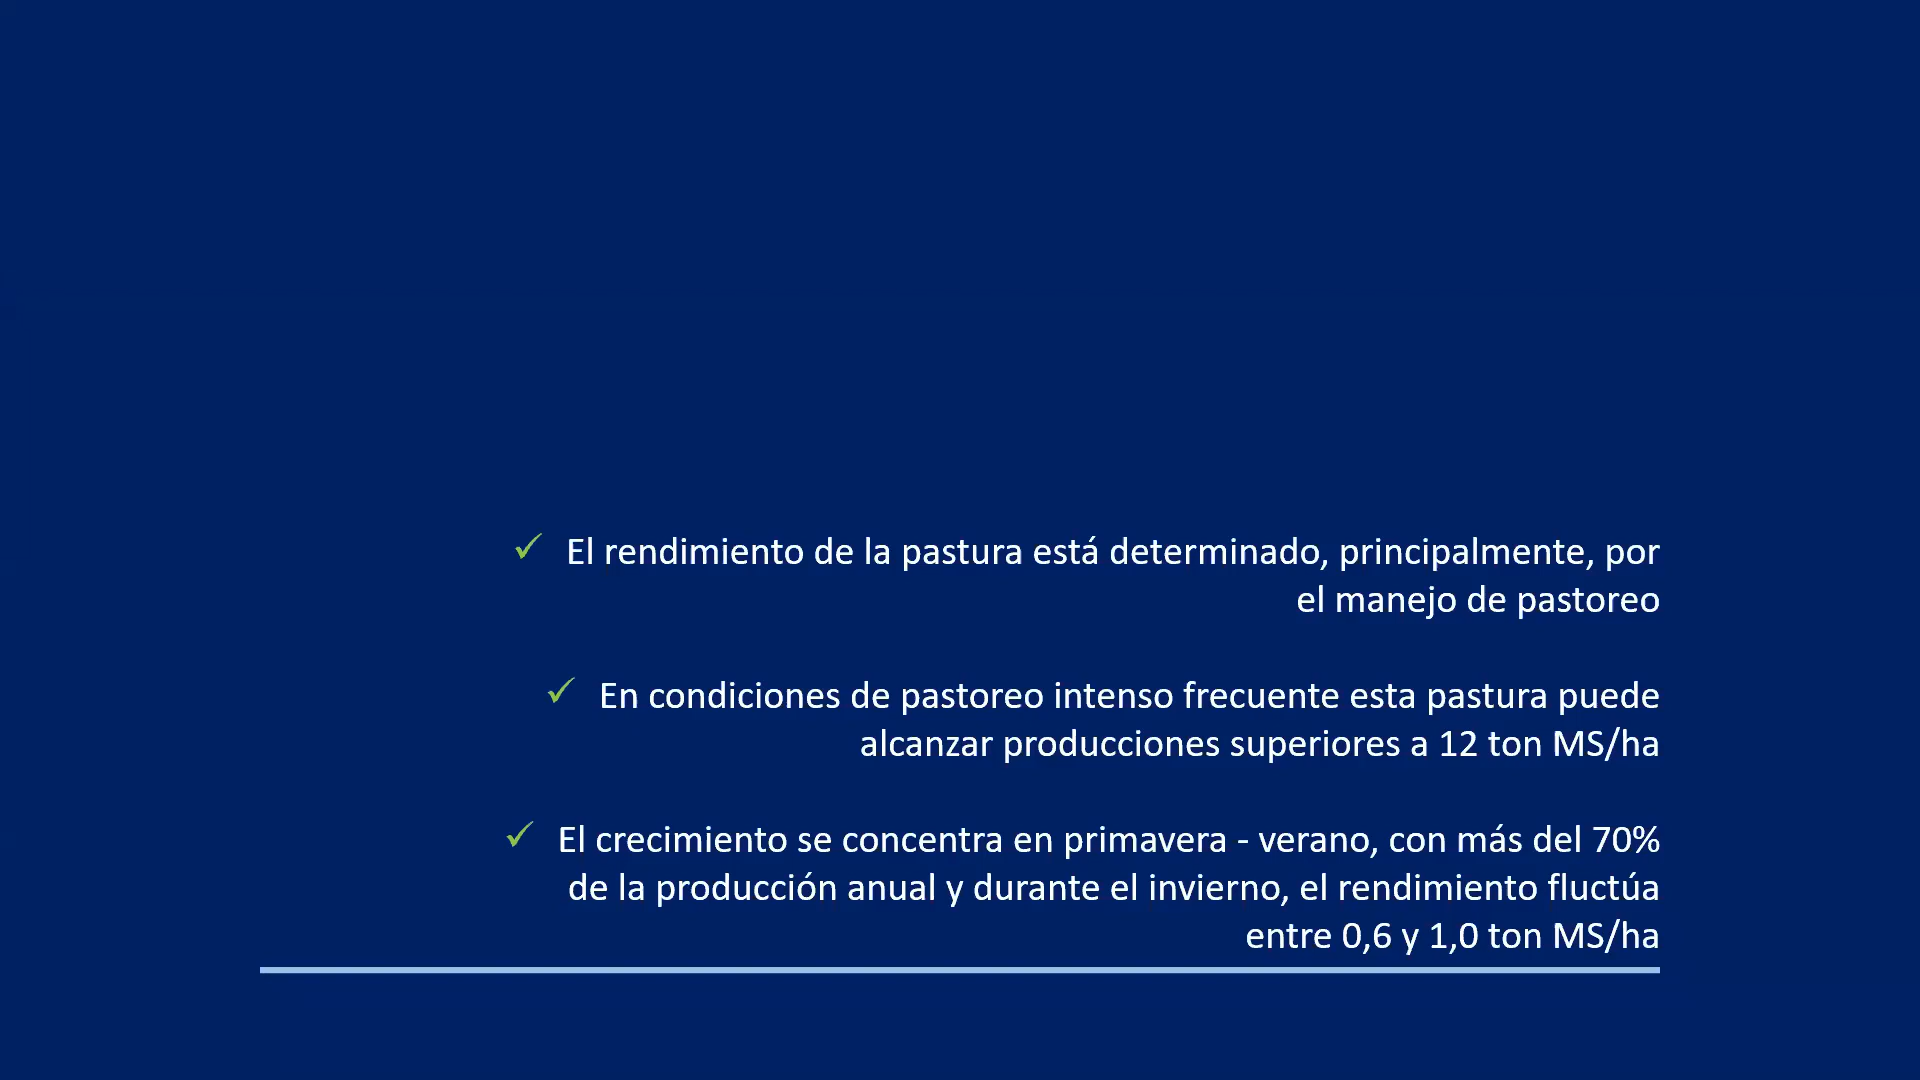 ✓ El rendimiento de la pastura está determinado, principalmente, por
el manejo de pastoreo
✓ En condiciones de pastoreo intenso frecuente esta pastura puede
alcanzar producciones superiores a 12 ton MS/ha
✓ El crecimiento se concentra en primavera - verano, con más del 70%
de la producción anual y durante el invierno, el rendimiento fluctúa
entre 0,6 y 1,0 ton MS/ha